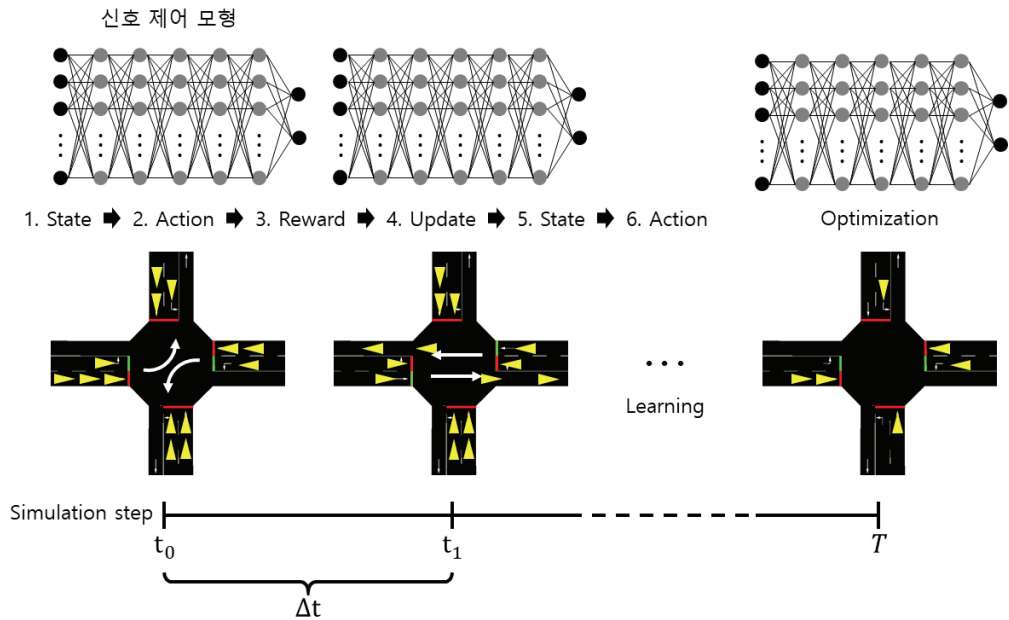 신호 제어 모형
1. State → 2. Action → 3. Reward → 4. Update → 5. State → 6. Action
Optimization
...
Learning
Simulation step
t₀
t₁
T
Δt